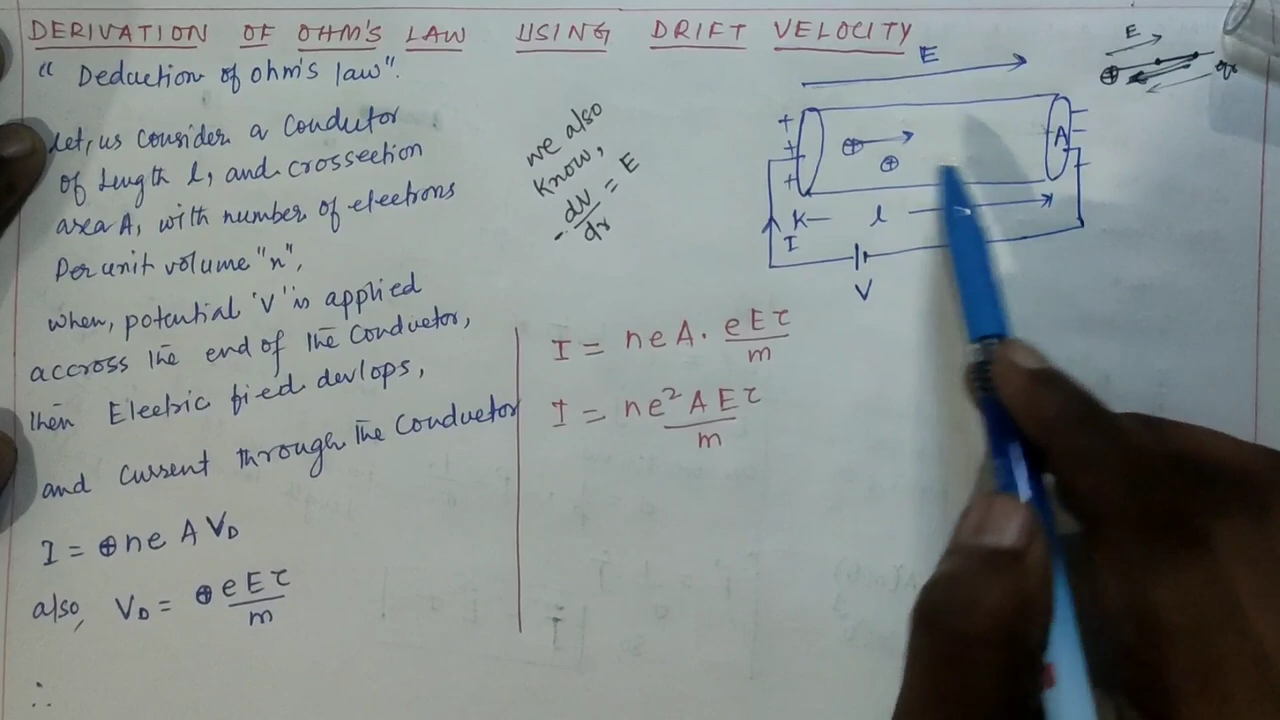 DERIVATION OF OHM'S LAW USING DRIFT VELOCITY
" Deduction of ohm's law".
Let, us consider a condutor
of length l, and crossection
area A, with number of electrons
Per unit volume "n",
when, potential 'V' is applied
accross the end of the Conductor,
then Electric fied devlops,
and current through the Conductor
I = ⊕ne A VD
also, VD = ⊕ eEτ/m
∴
we also
know,
- dV/dr = E
I = neA. eEτ/m
I = ne² A E τ/m
E
+
+
+
⊕
⊕
A
K— l
I
V
E
⊕